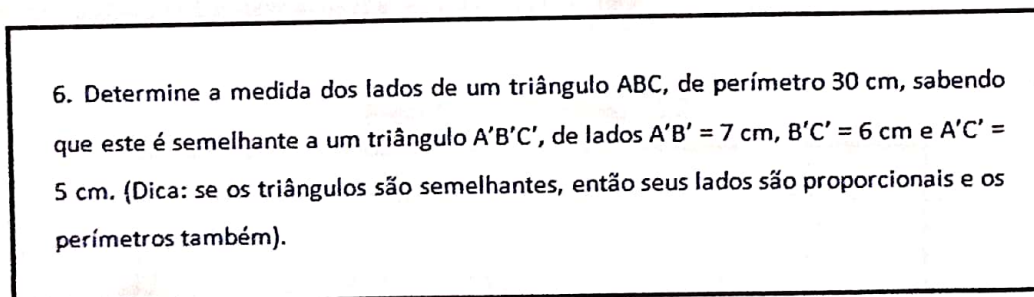 6. Determine a medida dos lados de um triângulo ABC, de perímetro 30 cm, sabendo
que este é semelhante a um triângulo A’B’C’, de lados A’B’ = 7 cm, B’C’ = 6 cm e A’C’ =
5 cm. (Dica: se os triângulos são semelhantes, então seus lados são proporcionais e os
perímetros também).